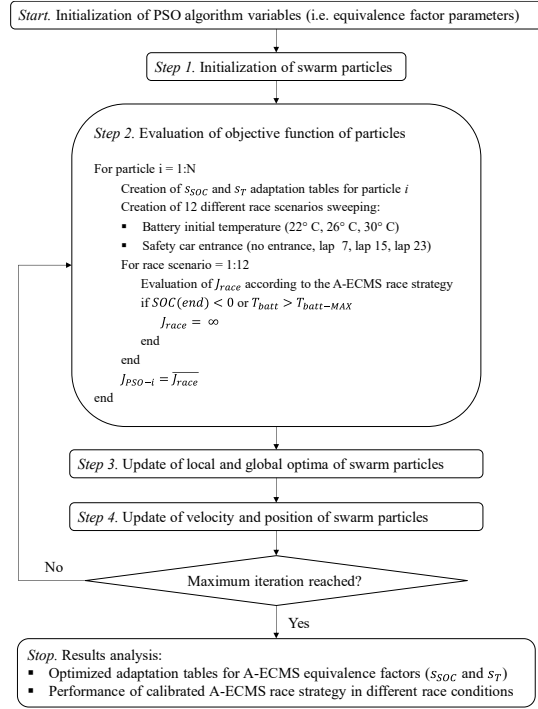 Start. Initialization of PSO algorithm variables (i.e. equivalence factor parameters)
Step 1. Initialization of swarm particles
Step 2. Evaluation of objective function of particles
For particle i = 1:N
Creation of s_SOC and s_T adaptation tables for particle i
Creation of 12 different race scenarios sweeping:
▪ Battery initial temperature (22° C, 26° C, 30° C)
▪ Safety car entrance (no entrance, lap 7, lap 15, lap 23)
For race scenario = 1:12
Evaluation of J_race according to the A-ECMS race strategy
if SOC(end) < 0 or T_batt > T_batt−MAX
J_race = ∞
end
end
J_PSO−i = \overline{J_race}
end
Step 3. Update of local and global optima of swarm particles
Step 4. Update of velocity and position of swarm particles
Maximum iteration reached?
No
Yes
Stop. Results analysis:
▪ Optimized adaptation tables for A-ECMS equivalence factors (s_SOC and s_T)
▪ Performance of calibrated A-ECMS race strategy in different race conditions